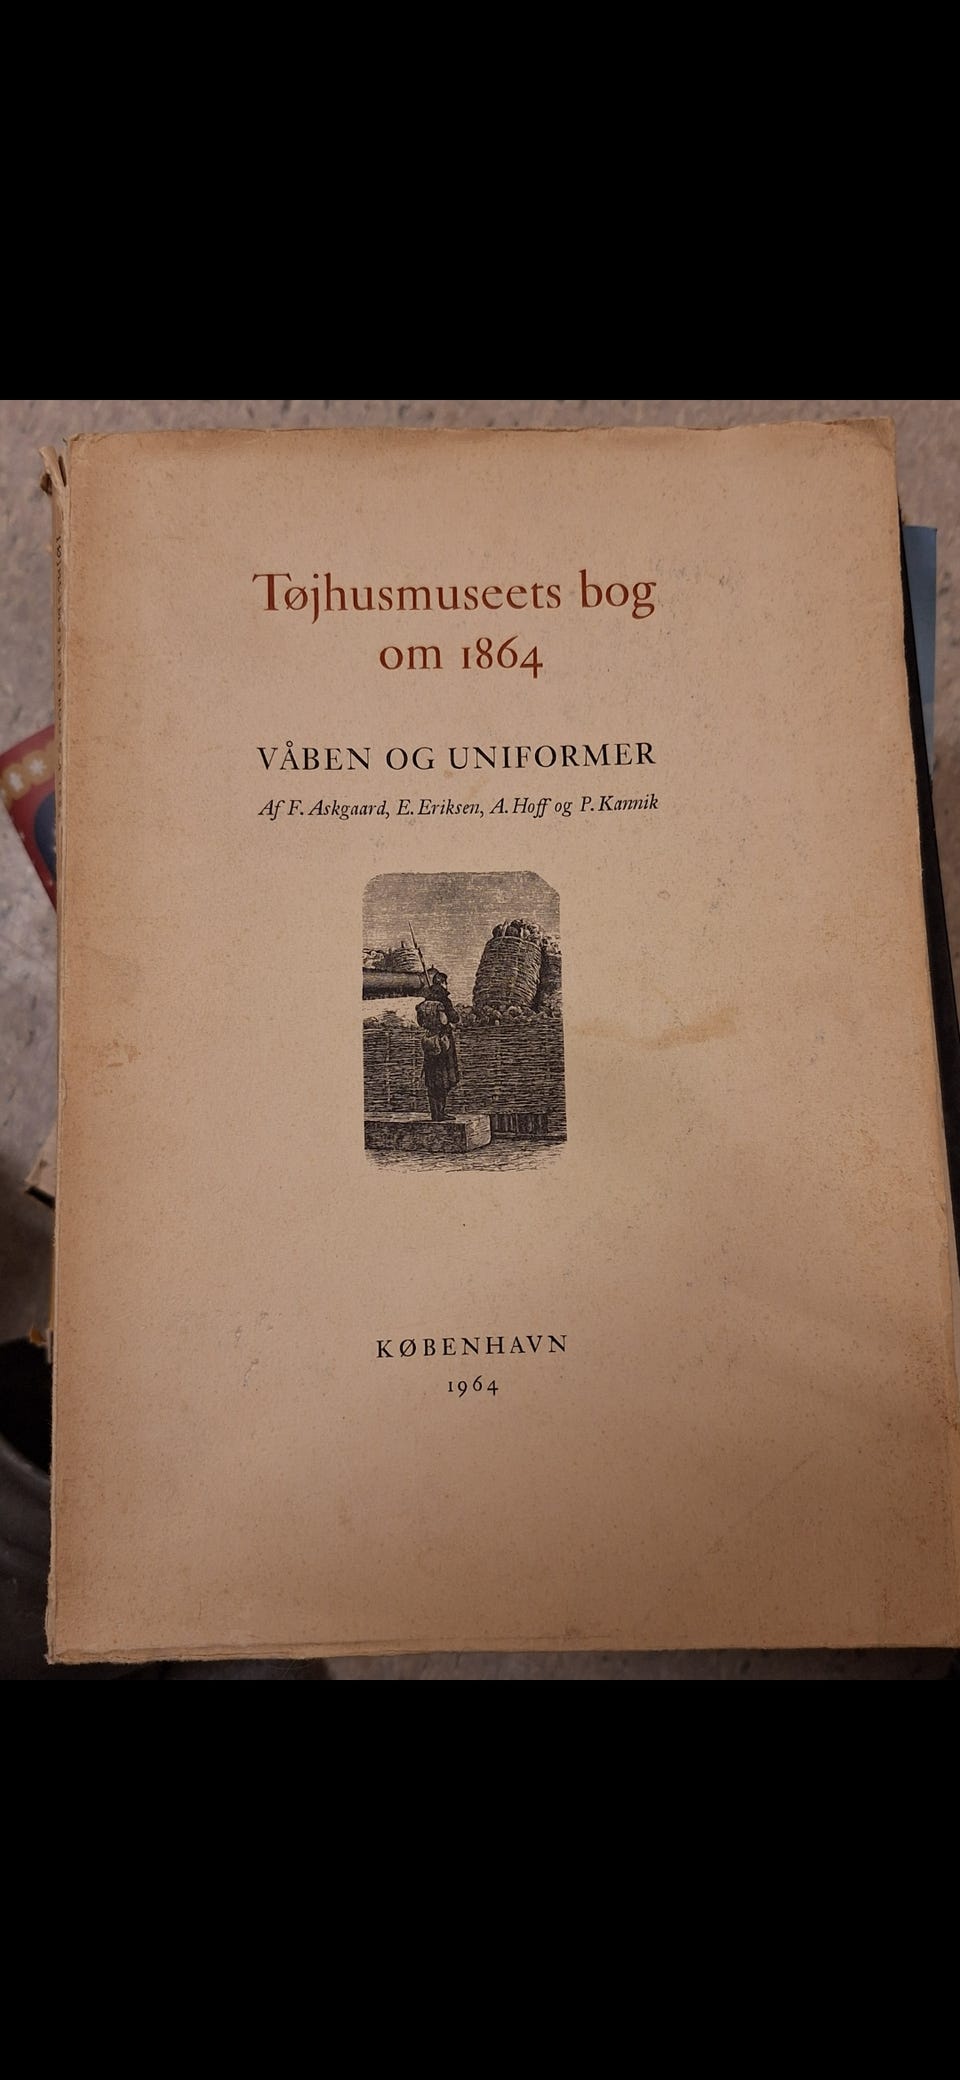 Tøjhusmuseets bog
om 1864
VÅBEN OG UNIFORMER
Af F. Askgaard, E. Eriksen, A. Hoff og P. Kannik
KØBENHAVN
1964